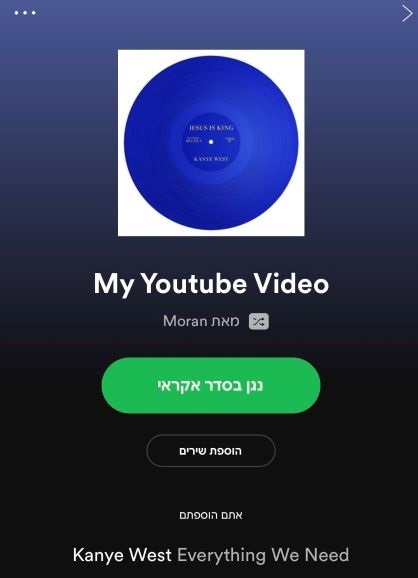 JESUS IS KING
KANYE WEST
My Youtube Video
מאת Moran
נגן בסדר אקראי
הוספת שירים
אתם הוספתם
Kanye West Everything We Need